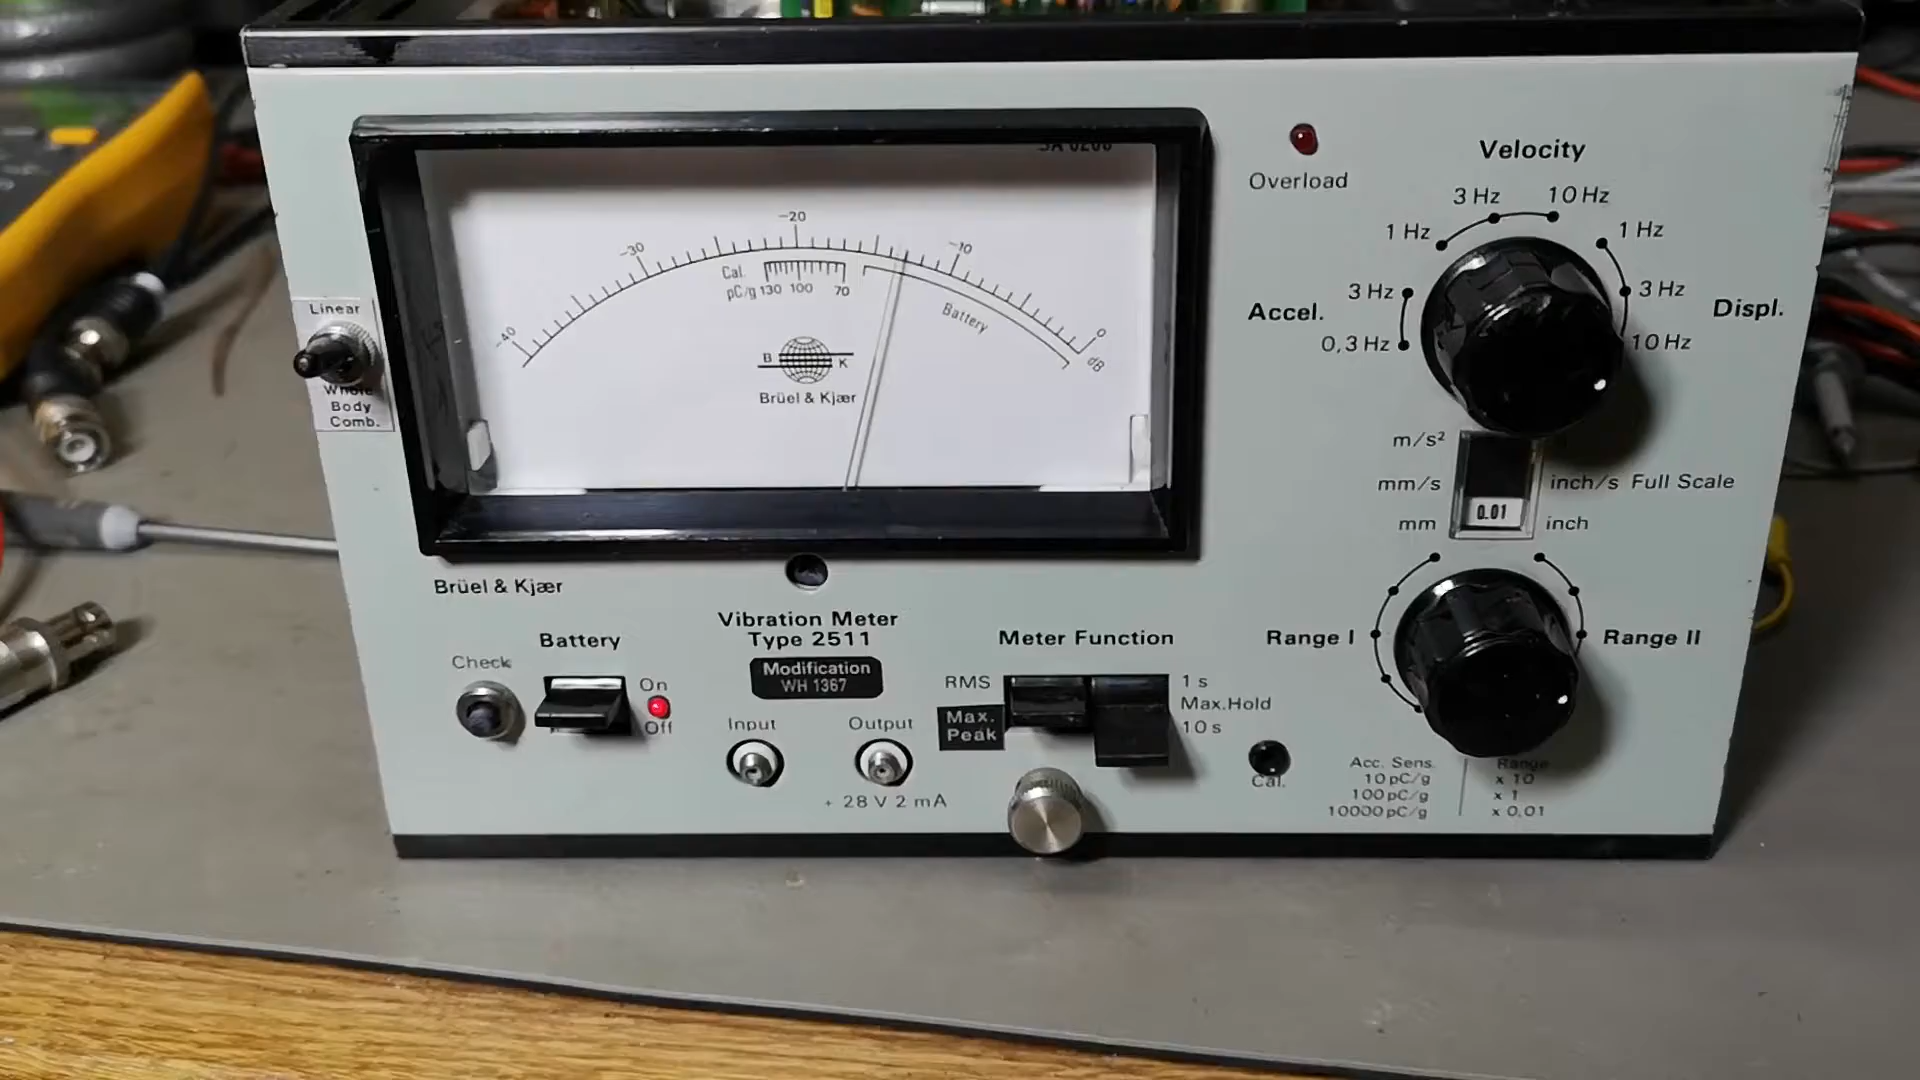 Linear
Whole
Body
Comb.
-40
-30
-20
-10
0
dB
Cal.
pC/g 130 100 70
Battery
B K
Brüel & Kjær
Overload
Velocity
1 Hz 3 Hz 10 Hz
Accel.
3 Hz
0,3 Hz
1 Hz
3 Hz
10 Hz
Displ.
m/s²
mm/s
mm
0.01
inch/s Full Scale
inch
Brüel & Kjær
Vibration Meter
Type 2511
Modification
WH 1367
Battery
Check
On
Off
Input
Output
+ 28 V 2 mA
Meter Function
RMS
Max.
Peak
1 s
Max.Hold
10 s
Cal.
Range I
Range II
Acc. Sens. Range
10 pC/g x 10
100 pC/g x 1
10000 pC/g x 0,01